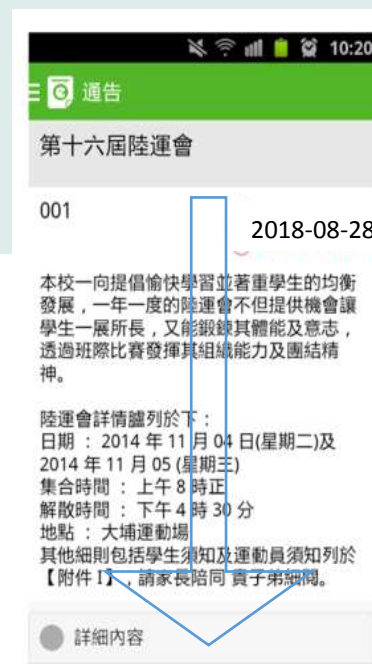 10:20
通告
第十六屆陸運會
001
2018-08-28
本校一向提倡愉快學習並著重學生的均衡
發展，一年一度的陸運會不但提供機會讓
學生一展所長，又能鍛鍊其體能及意志，
透過班際比賽發揮其組織能力及團結精
神。
陸運會詳情臚列於下：
日期 ： 2014 年 11 月 04 日(星期二)及
2014 年 11 月 05 (星期三)
集合時間 ： 上午 8 時正
解散時間 ： 下午 4 時 30 分
地點 ： 大埔運動場
其他細則包括學生須知及運動員須知列於
【附件 I】，請家長陪同 貴子弟細閱。
詳細內容